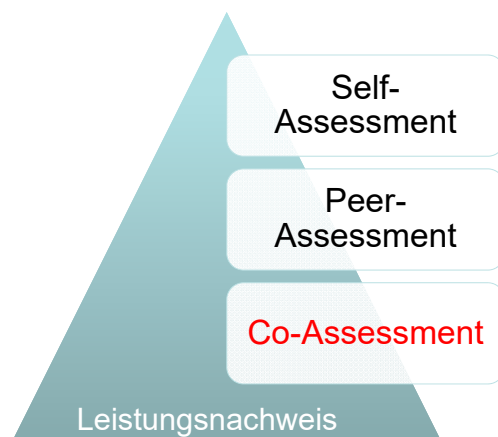 Self-
Assessment
Peer-
Assessment
Co-Assessment
Leistungsnachweis